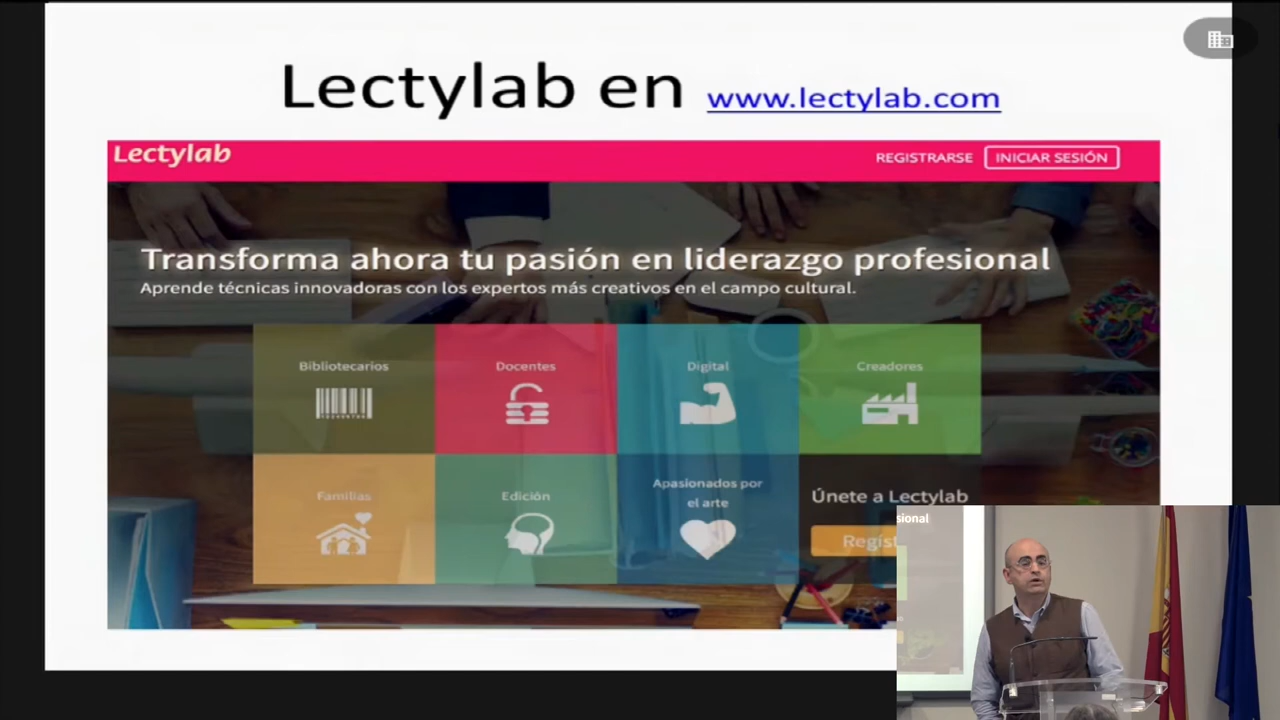 Lectylab en www.lectylab.com
Lectylab
REGISTRARSE
INICIAR SESIÓN
Transforma ahora tu pasión en liderazgo profesional
Aprende técnicas innovadoras con los expertos más creativos en el campo cultural.
Bibliotecarios
Docentes
Digital
Creadores
Familias
Edición
Apasionados por
el arte
Únete a Lectylab
Regist
sional